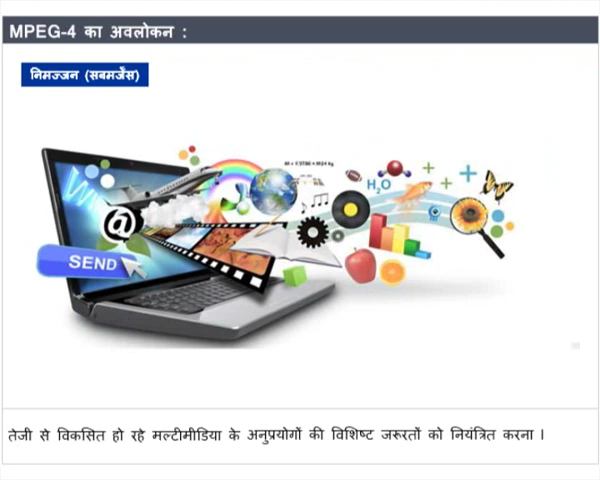 MPEG-4 का अवलोकन :
निमज्जन (सबमर्जेंस)
H₂O
@
SEND
तेजी से विकसित हो रहे मल्टीमीडिया के अनुप्रयोगों की विशिष्ट जरूरतों को नियंत्रित करना ।